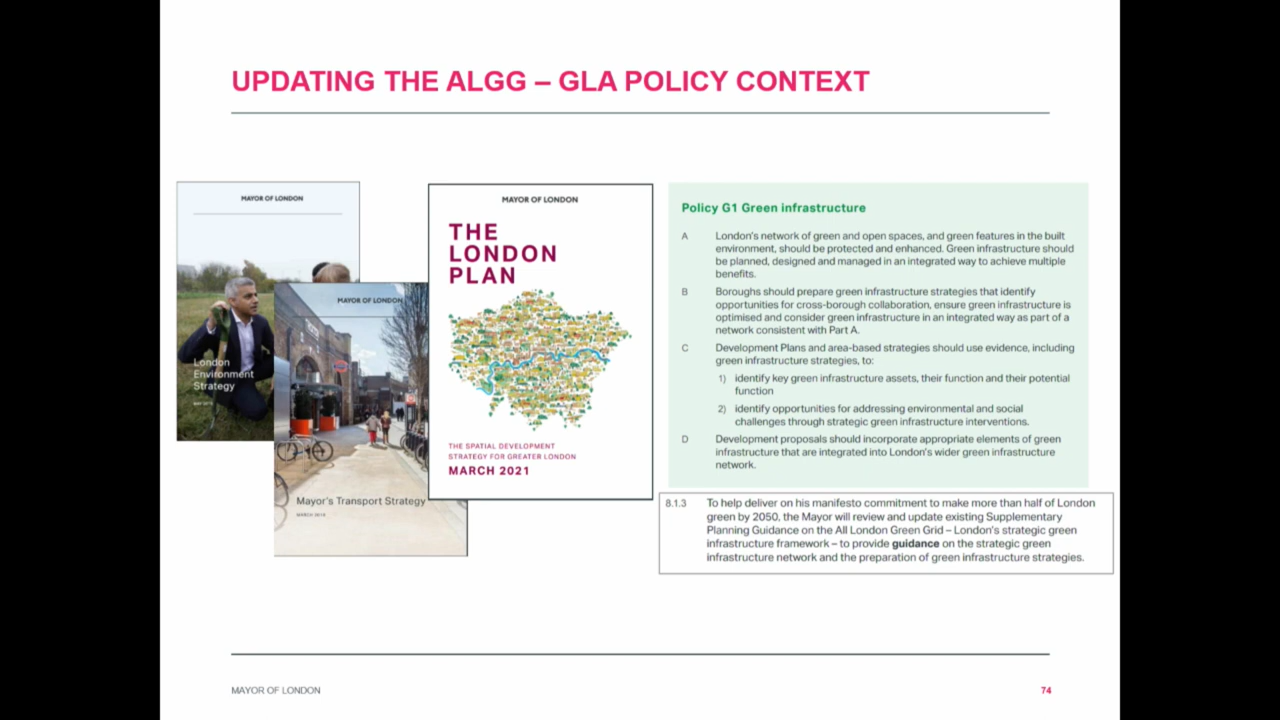 UPDATING THE ALGG – GLA POLICY CONTEXT
MAYOR OF LONDON
London
Environment
Strategy
MAYOR OF LONDON
Mayor's Transport Strategy
MARCH 2018
MAYOR OF LONDON
THE
LONDON
PLAN
THE SPATIAL DEVELOPMENT
STRATEGY FOR GREATER LONDON
MARCH 2021
Policy G1 Green infrastructure
A London's network of green and open spaces, and green features in the built
environment, should be protected and enhanced. Green infrastructure should
be planned, designed and managed in an integrated way to achieve multiple
benefits.
B Boroughs should prepare green infrastructure strategies that identify
opportunities for cross-borough collaboration, ensure green infrastructure is
optimised and consider green infrastructure in an integrated way as part of a
network consistent with Part A.
C Development Plans and area-based strategies should use evidence, including
green infrastructure strategies, to:
1) identify key green infrastructure assets, their function and their potential
function
2) identify opportunities for addressing environmental and social
challenges through strategic green infrastructure interventions.
D Development proposals should incorporate appropriate elements of green
infrastructure that are integrated into London's wider green infrastructure
network.
8.1.3 To help deliver on his manifesto commitment to make more than half of London
green by 2050, the Mayor will review and update existing Supplementary
Planning Guidance on the All London Green Grid – London's strategic green
infrastructure framework – to provide guidance on the strategic green
infrastructure network and the preparation of green infrastructure strategies.
MAYOR OF LONDON
74